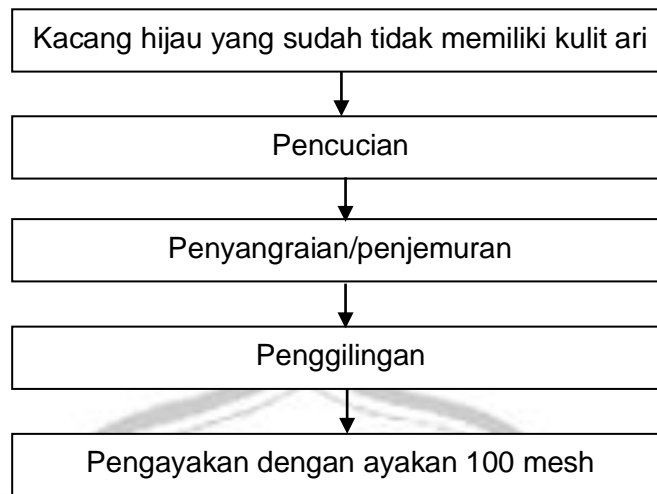 Kacang hijau yang sudah tidak memiliki kulit ari
Pencucian
Penyangraian/penjemuran
Penggilingan
Pengayakan dengan ayakan 100 mesh